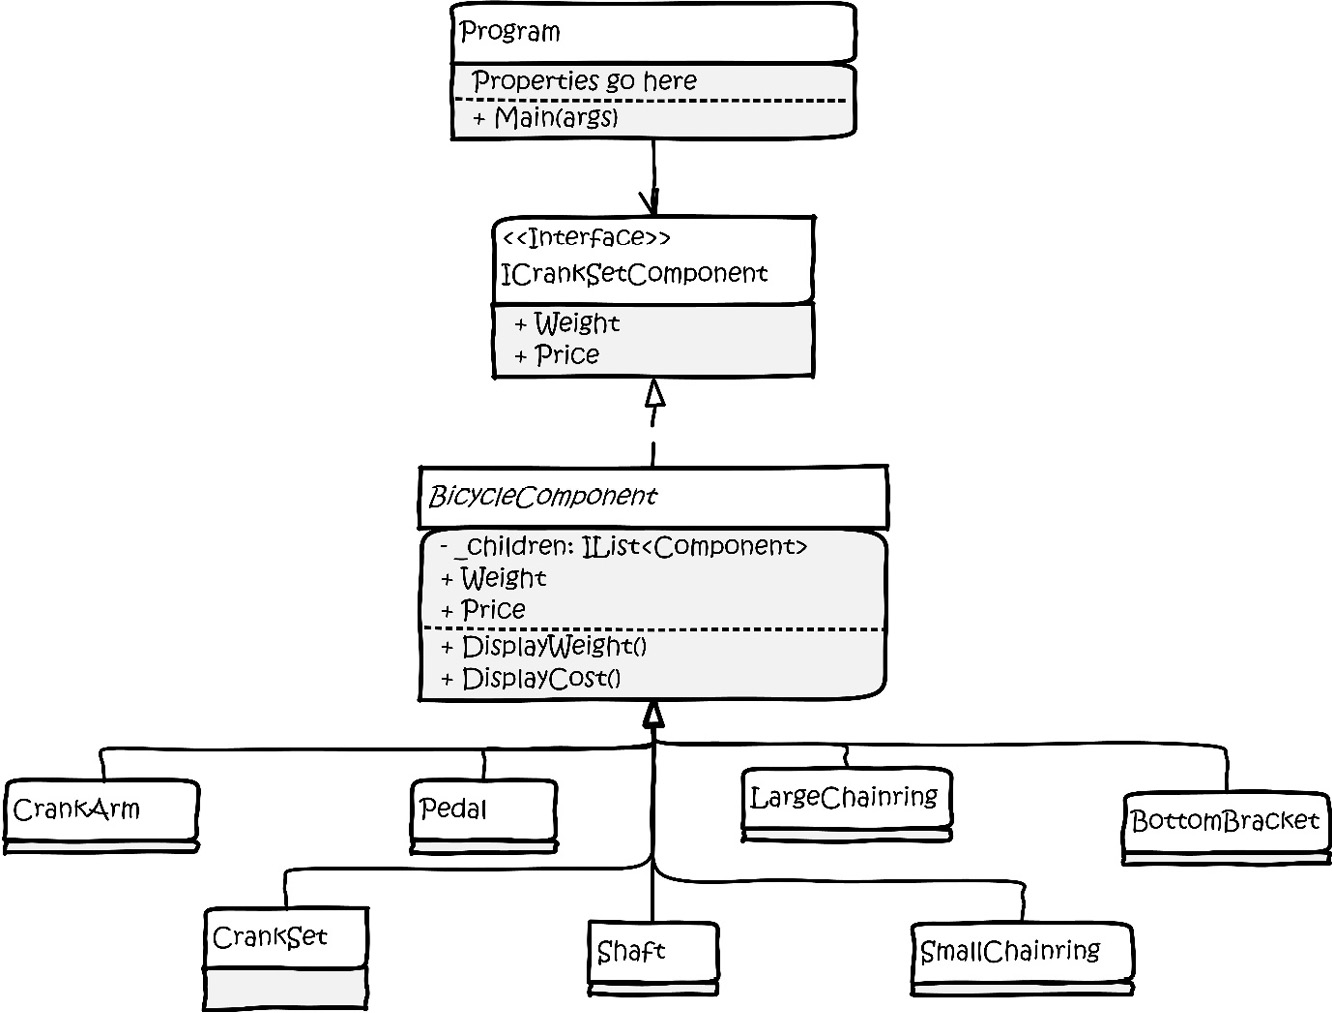 Program
Properties go here
+ Main(args)
<<Interface>>
ICrankSetComponent
+ Weight
+ Price
BicycleComponent
- _children: IList<Component>
+ Weight
+ Price
+ DisplayWeight()
+ DisplayCost()
CrankArm
Pedal
LargeChainring
BottomBracket
CrankSet
Shaft
SmallChainring